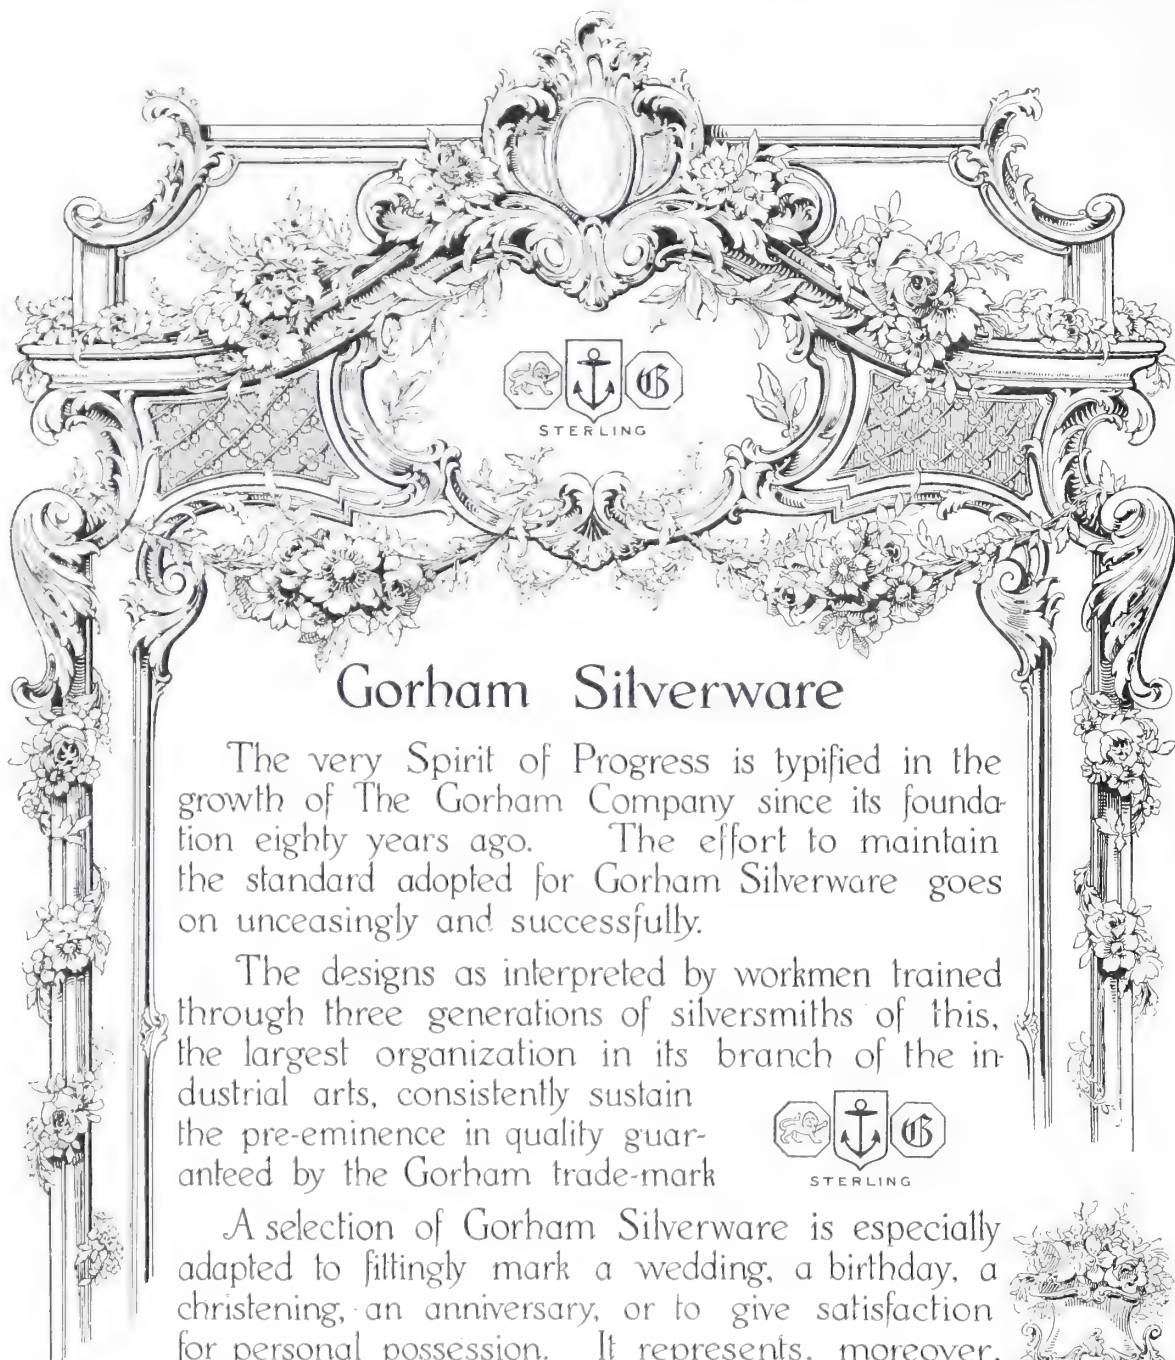 G
STERLING
Gorham Silverware
The very Spirit of Progress is typified in the
growth of The Gorham Company since its founda-
tion eighty years ago. The effort to maintain
the standard adopted for Gorham Silverware goes
on unceasingly and successfully.
The designs as interpreted by workmen trained
through three generations of silversmiths of this,
the largest organization in its branch of the in-
dustrial arts, consistently sustain
the pre-eminence in quality guar-
anteed by the Gorham trade-mark
G
STERLING
A selection of Gorham Silverware is especially
adapted to fittingly mark a wedding, a birthday, a
christening, an anniversary, or to give satisfaction
for personal possession. It represents, moreover,